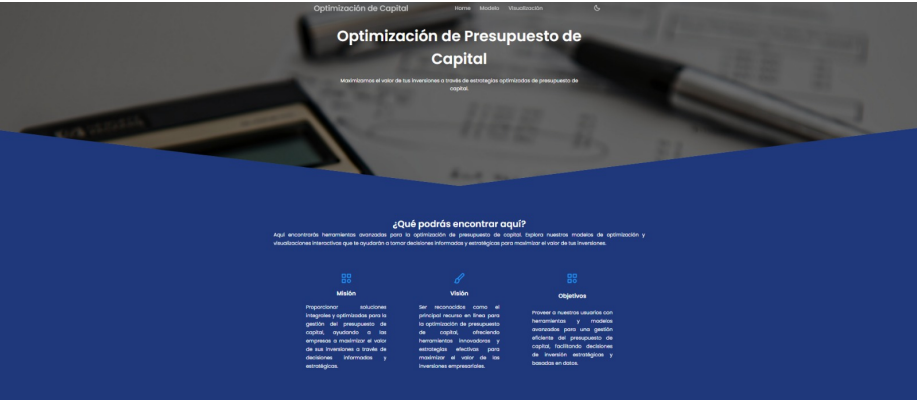 Optimización de Capital
Home Modelo Visualización
Optimización de Presupuesto de
Capital
Maximizamos el valor de tus inversiones a través de estrategias optimizadas de presupuesto de
capital.
¿Qué podrás encontrar aquí?
Aquí encontrarás herramientas avanzadas para la optimización de presupuesto de capital. Explora nuestros modelos de optimización y
visualizaciones interactivas que te ayudarán a tomar decisiones informadas y estratégicas para maximizar el valor de tus inversiones.
Misión
Proporcionar soluciones
integrales y optimizadas para la
gestión del presupuesto de
capital, ayudando a las
empresas a maximizar el valor
de sus inversiones a través de
decisiones informadas y
estratégicas.
Visión
Ser reconocidos como el
principal recurso en línea para
la optimización de presupuesto
de capital, ofreciendo
herramientas innovadoras y
estrategias efectivas para
maximizar el valor de las
inversiones empresariales.
Objetivos
Proveer a nuestros usuarios con
herramientas y modelos
avanzados para una gestión
eficiente del presupuesto de
capital, facilitando decisiones
de inversión estratégicas y
basadas en datos.